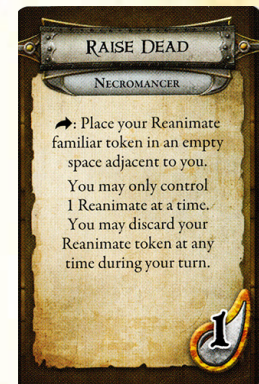 Raise Dead
Necromancer
: Place your Reanimate
familiar token in an empty
space adjacent to you.
You may only control
1 Reanimate at a time.
You may discard your
Reanimate token at any
time during your turn.
1